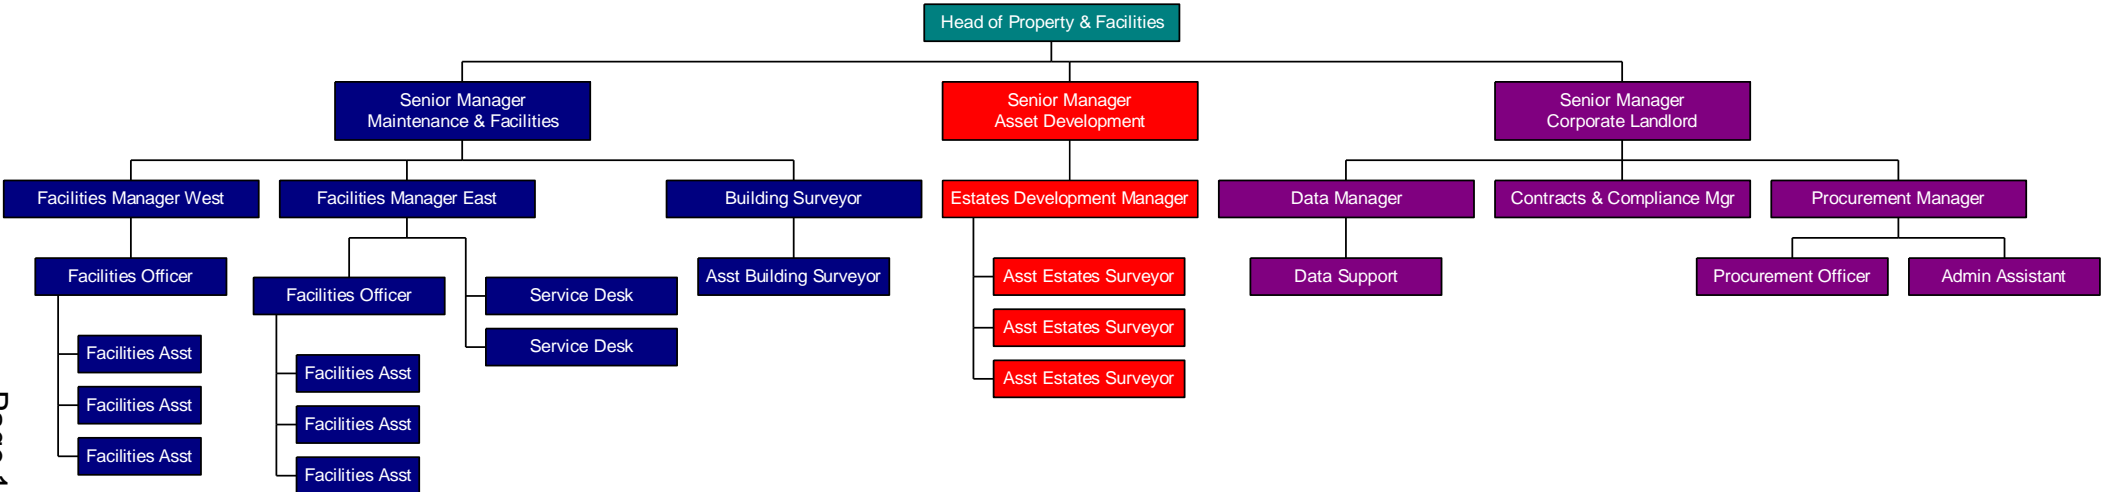 Head of Property & Facilities
Senior Manager
Maintenance & Facilities
Senior Manager
Asset Development
Senior Manager
Corporate Landlord
Facilities Manager West
Facilities Manager East
Building Surveyor
Estates Development Manager
Data Manager
Contracts & Compliance Mgr
Procurement Manager
Facilities Officer
Facilities Officer
Service Desk
Service Desk
Asst Building Surveyor
Asst Estates Surveyor
Asst Estates Surveyor
Asst Estates Surveyor
Data Support
Procurement Officer
Admin Assistant
Facilities Asst
Facilities Asst
Facilities Asst
Facilities Asst
Facilities Asst
Facilities Asst